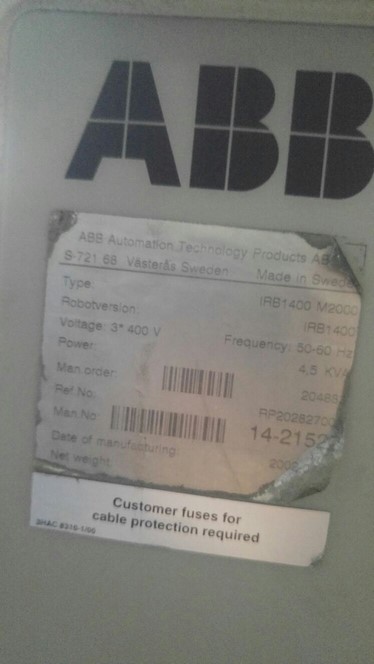 ABB
ABB Automation Technology Products AB
S-721 68 Västerås Sweden Made in Sweden
Type: IRB1400 M2000
Robotversion: IRB1400
Voltage: 3* 400 V Frequency: 50-60 Hz
Power: 4,5 KVA
Man.order:
Ref.No:
Man.No: 14-2152
Date of manufacturing:
Net weight:
Customer fuses for
cable protection required